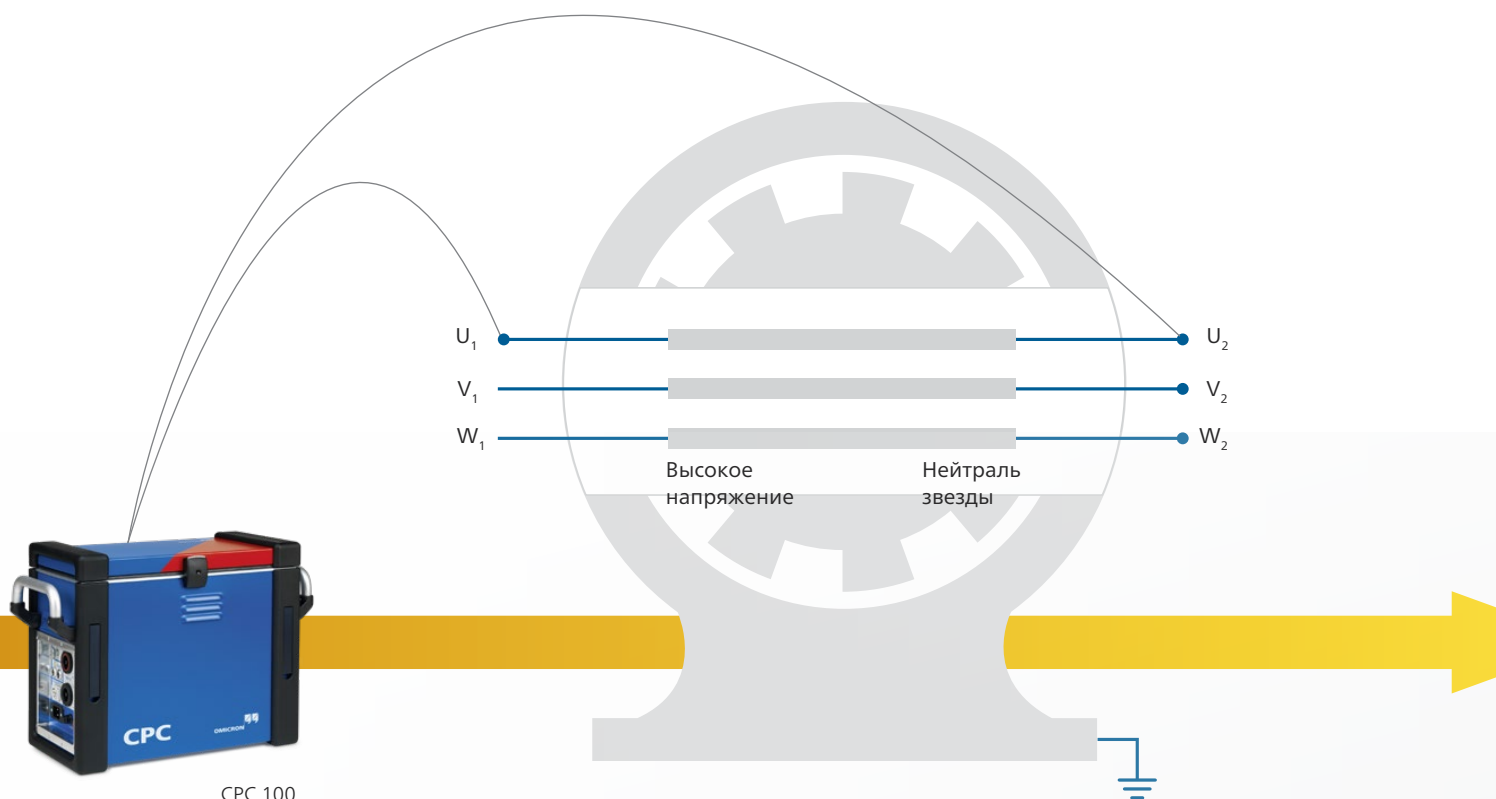 U₁
U₂
V₁
V₂
W₁
W₂
Высокое
напряжение
Нейтраль
звезды
CPC
OMICRON
CPC 100